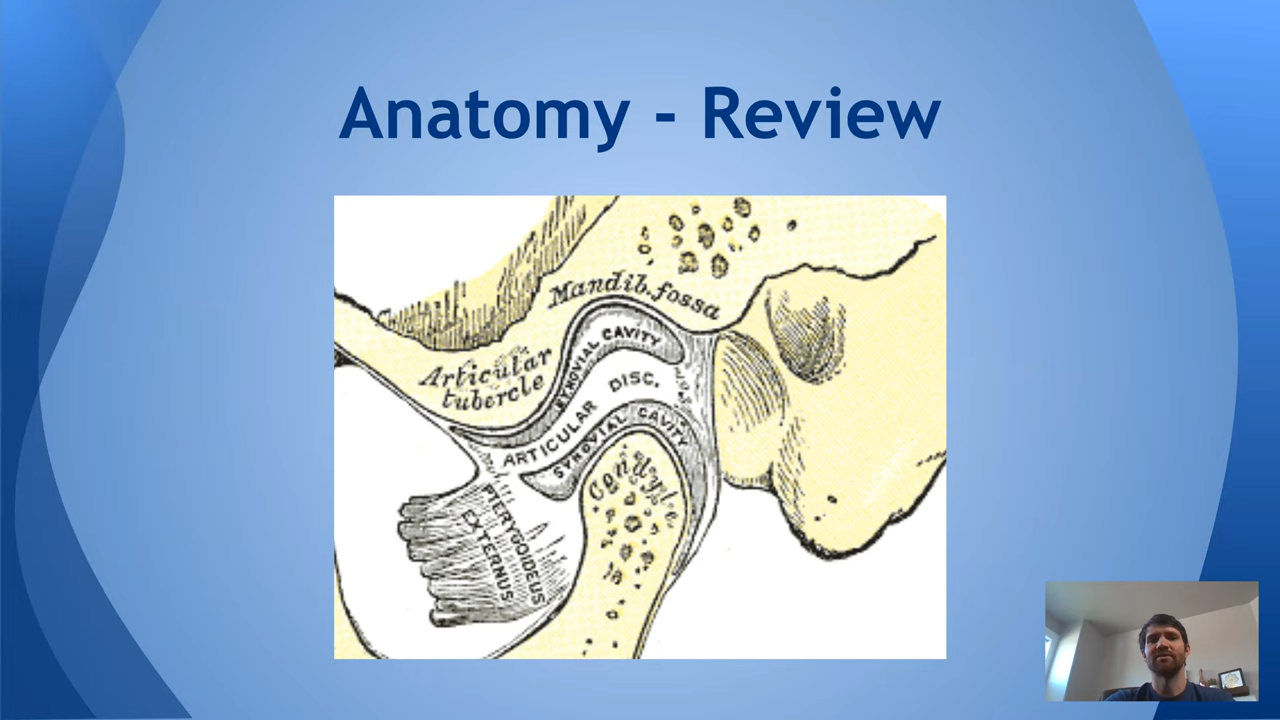 Anatomy - Review
Mandib. fossa
SYNOVIAL CAVITY
Articular
tubercle
ARTICULAR DISC.
SYNOVIAL CAVITY
Condyle
PTERYGOIDEUS
EXTERNUS